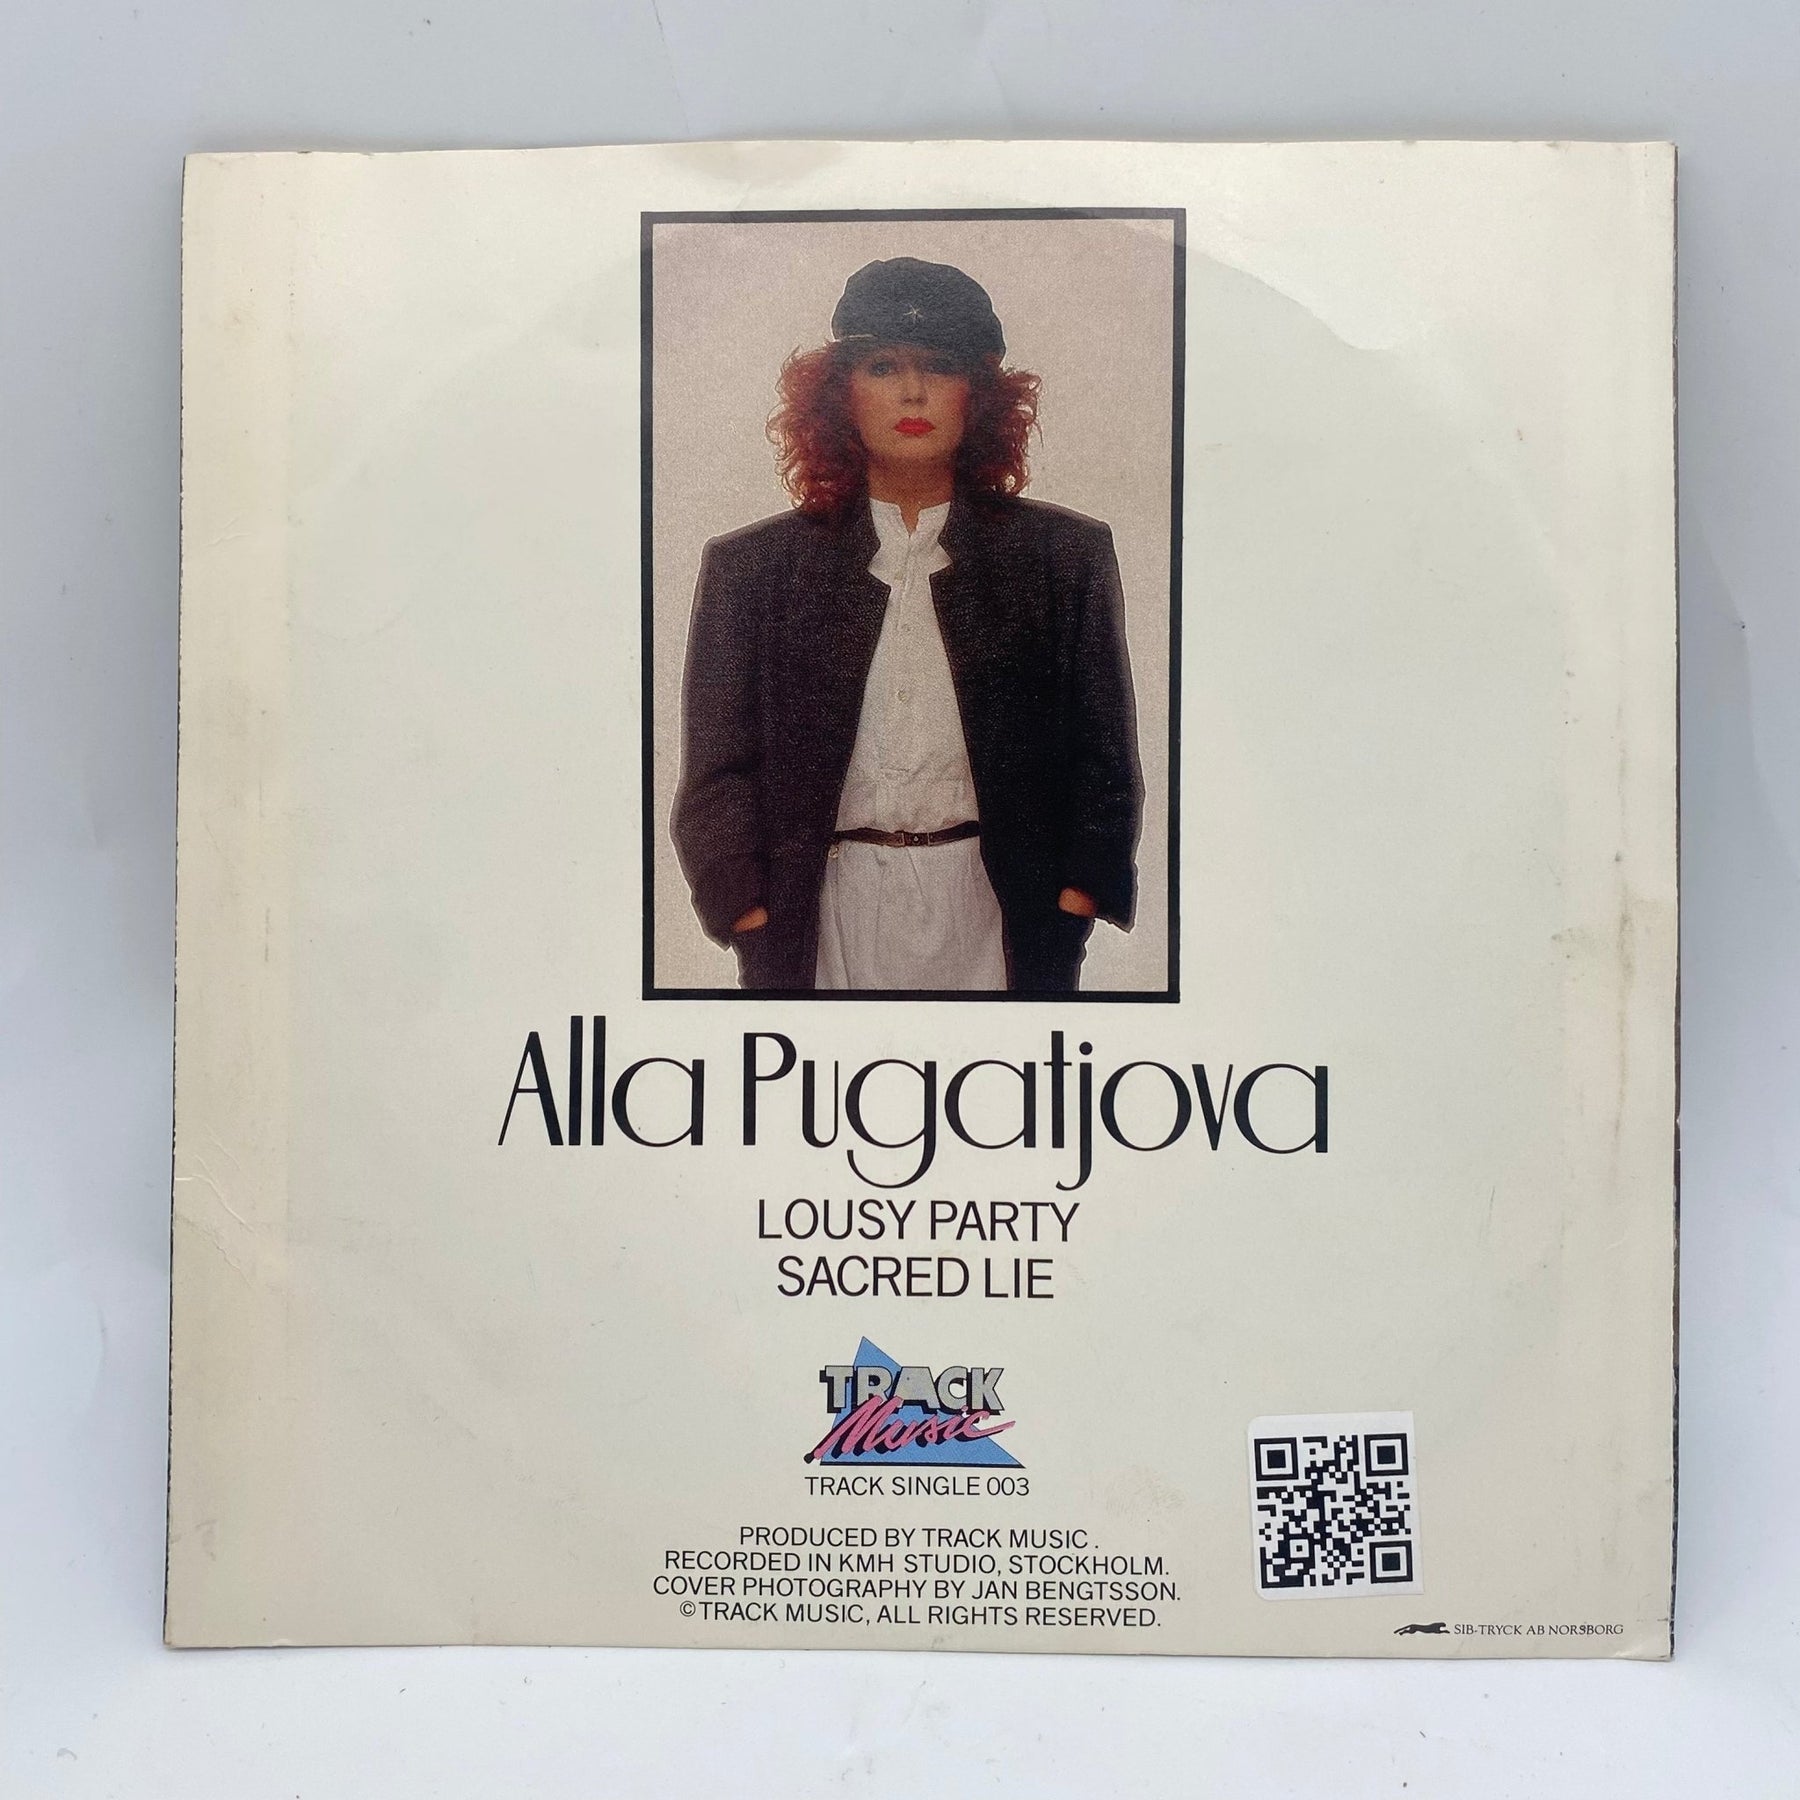 Alla Pugatjova
LOUSY PARTY
SACRED LIE
TRACK
Music
TRACK SINGLE 003
PRODUCED BY TRACK MUSIC.
RECORDED IN KMH STUDIO, STOCKHOLM.
COVER PHOTOGRAPHY BY JAN BENGTSSON.
©TRACK MUSIC, ALL RIGHTS RESERVED.
SIB-TRYCK AB NORSBORG